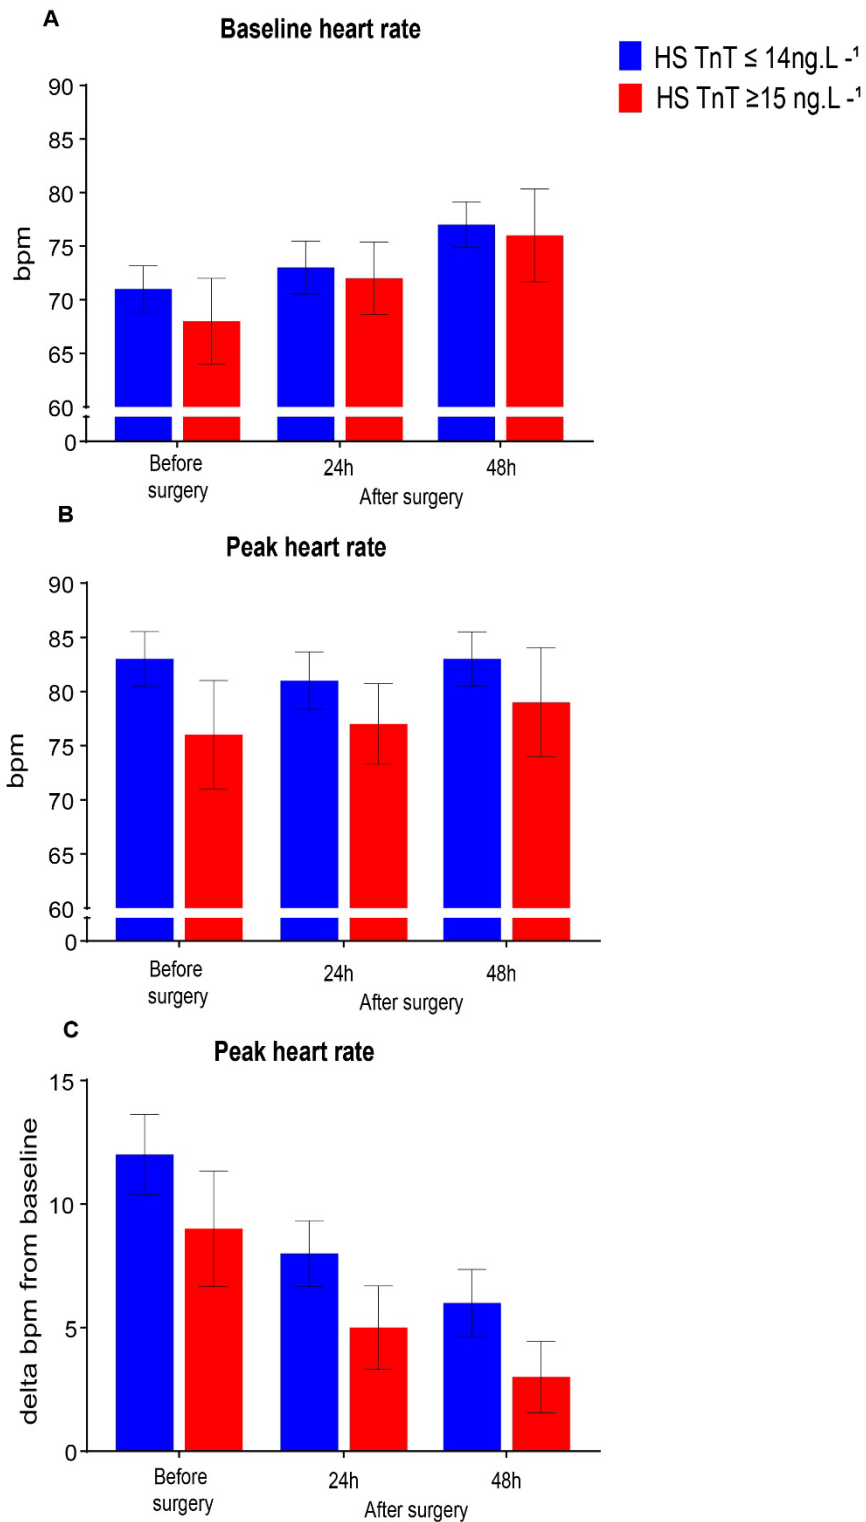 A
Baseline heart rate
HS TnT ≤ 14ng.L -¹
HS TnT ≥15 ng.L -¹
90
85
80
75
70
65
60
0
bpm
Before
surgery
24h
48h
After surgery
B
Peak heart rate
90
85
80
75
70
65
60
0
bpm
Before
surgery
24h
48h
After surgery
C
Peak heart rate
15
10
5
0
delta bpm from baseline
Before
surgery
24h
48h
After surgery